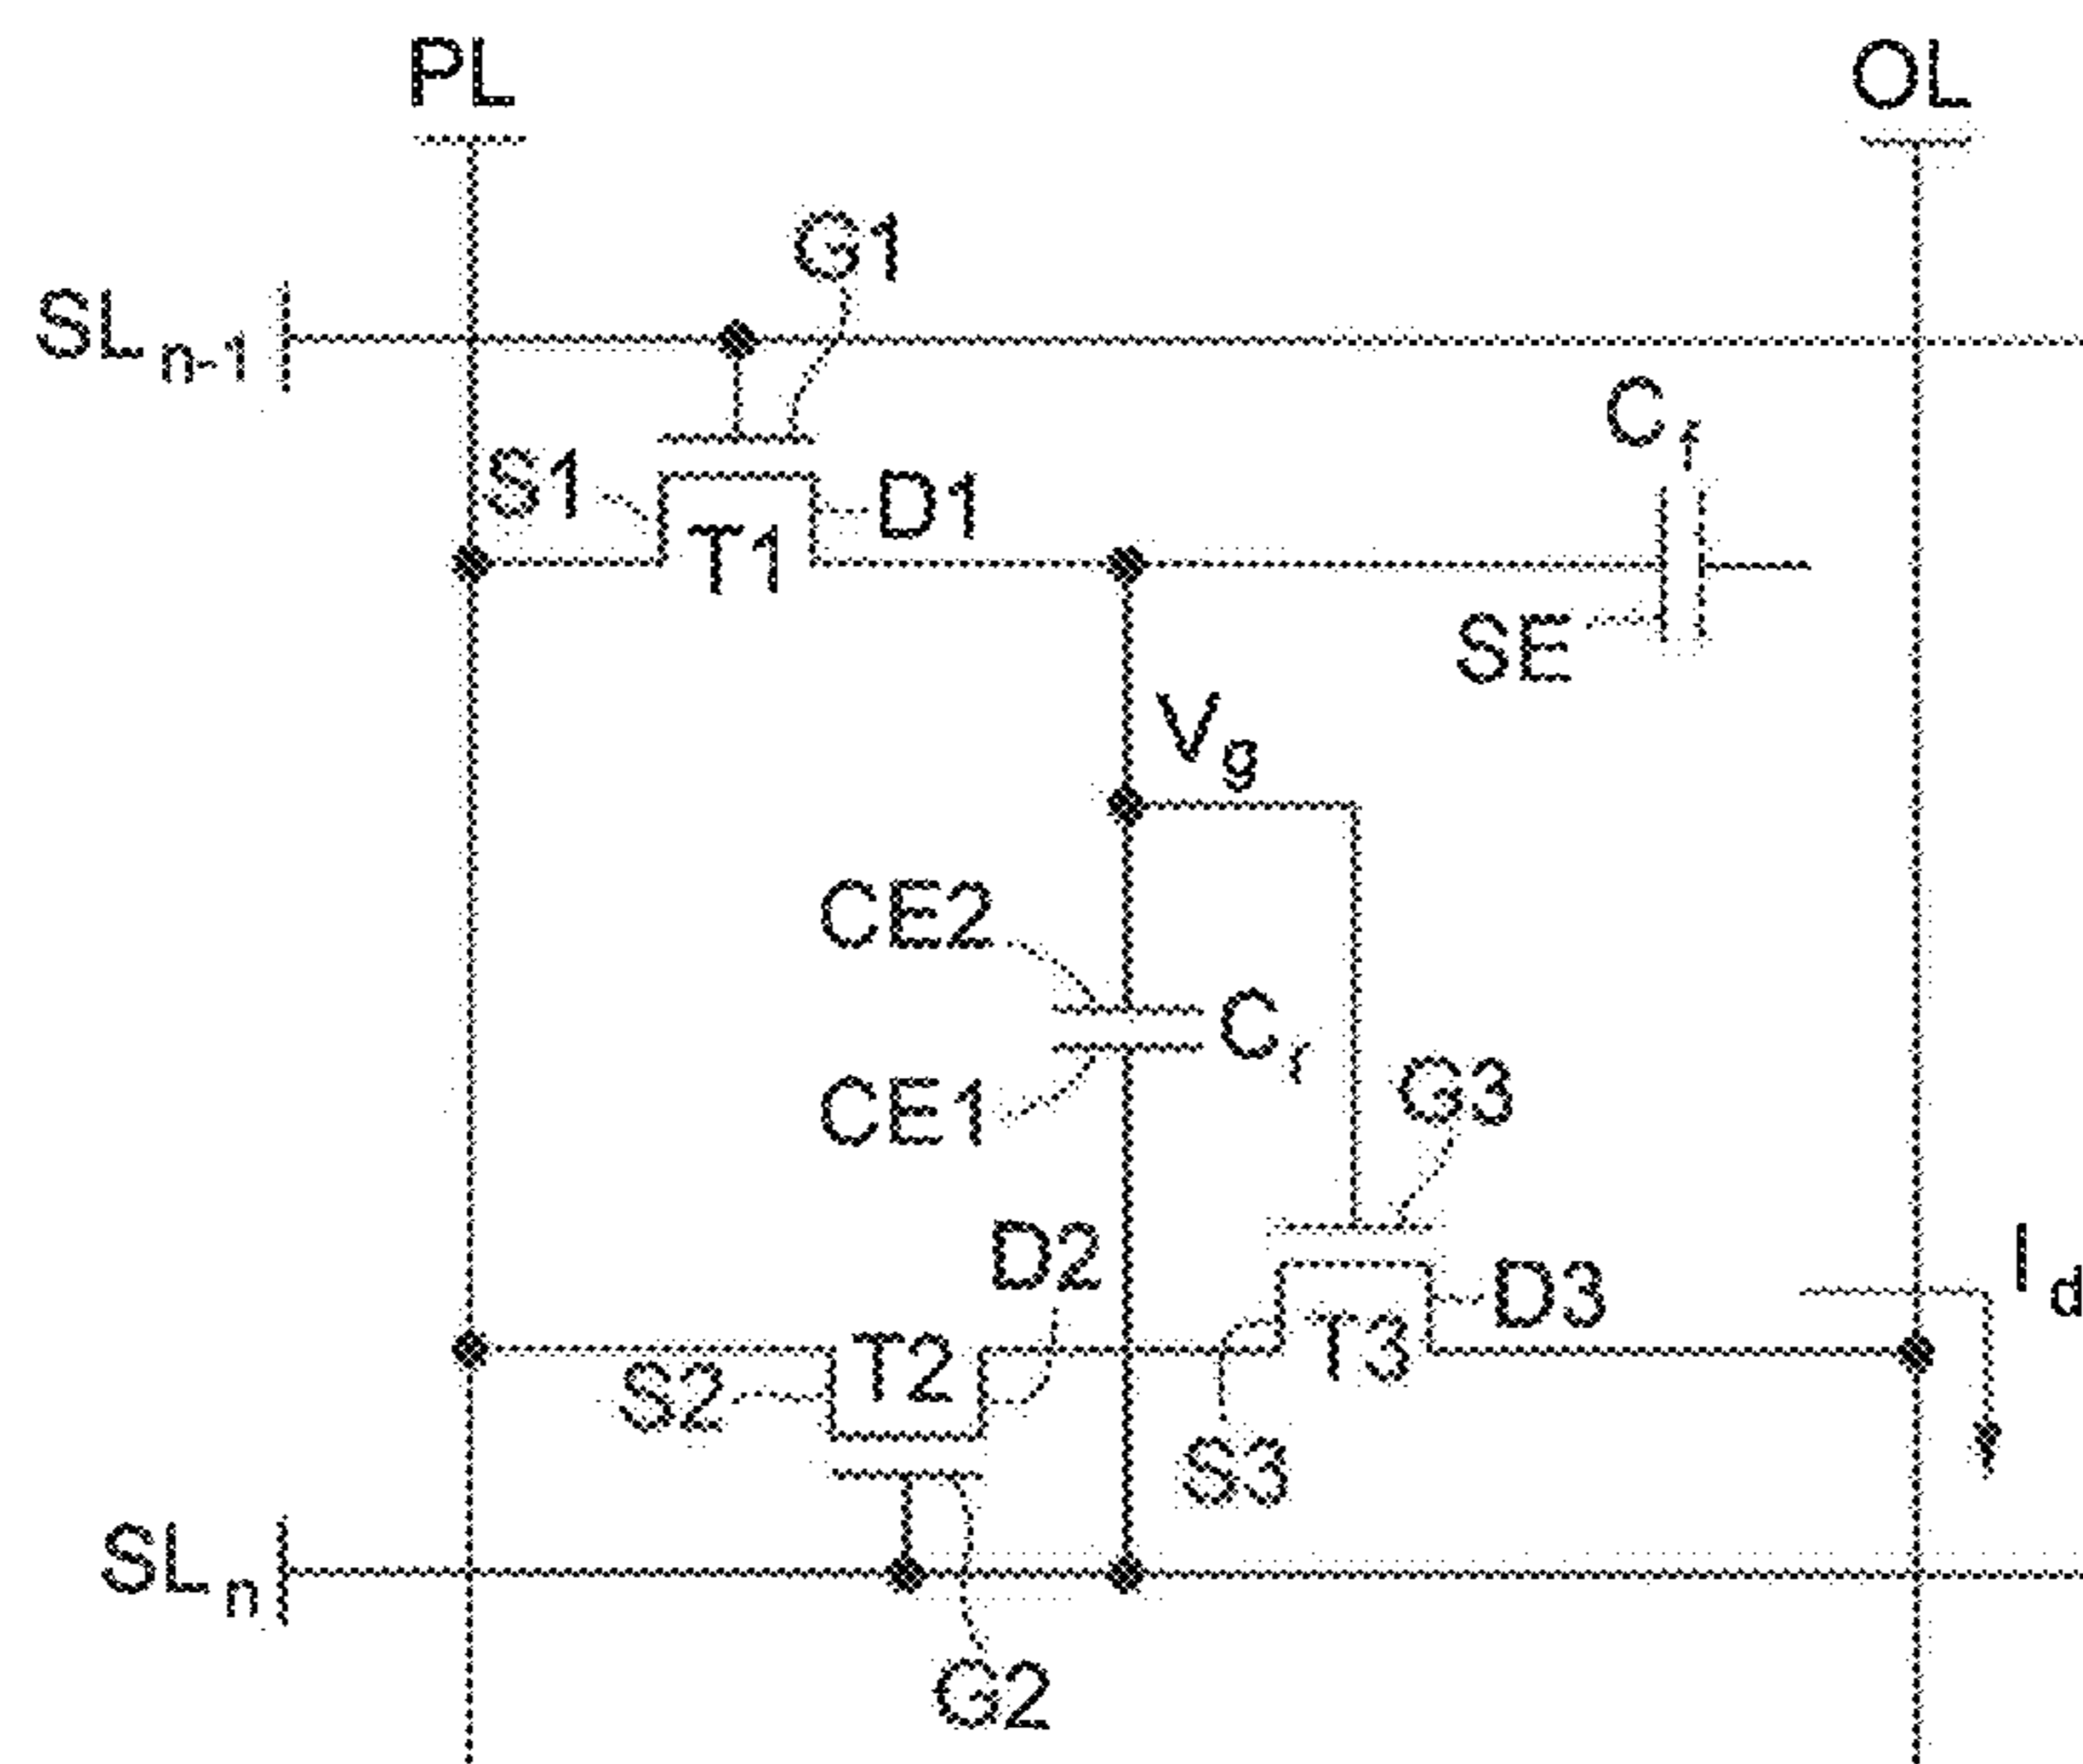 PL
OL
G1
SLn-1
Cf
S1
D1
T1
SE
Vg
CE2
Cr
CE1
G3
D2
Id
D3
T2
T3
S2
S3
SLn
G2